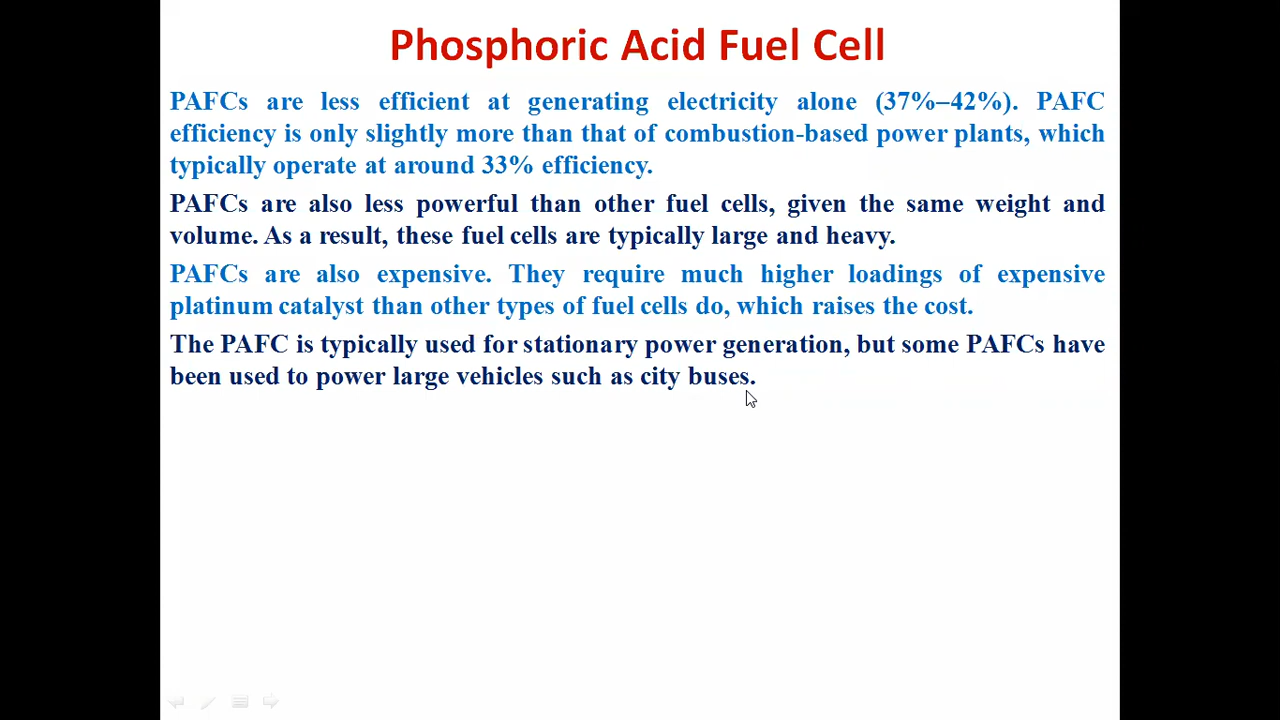 Phosphoric Acid Fuel Cell
PAFCs are less efficient at generating electricity alone (37%–42%). PAFC
efficiency is only slightly more than that of combustion-based power plants, which
typically operate at around 33% efficiency.
PAFCs are also less powerful than other fuel cells, given the same weight and
volume. As a result, these fuel cells are typically large and heavy.
PAFCs are also expensive. They require much higher loadings of expensive
platinum catalyst than other types of fuel cells do, which raises the cost.
The PAFC is typically used for stationary power generation, but some PAFCs have
been used to power large vehicles such as city buses.